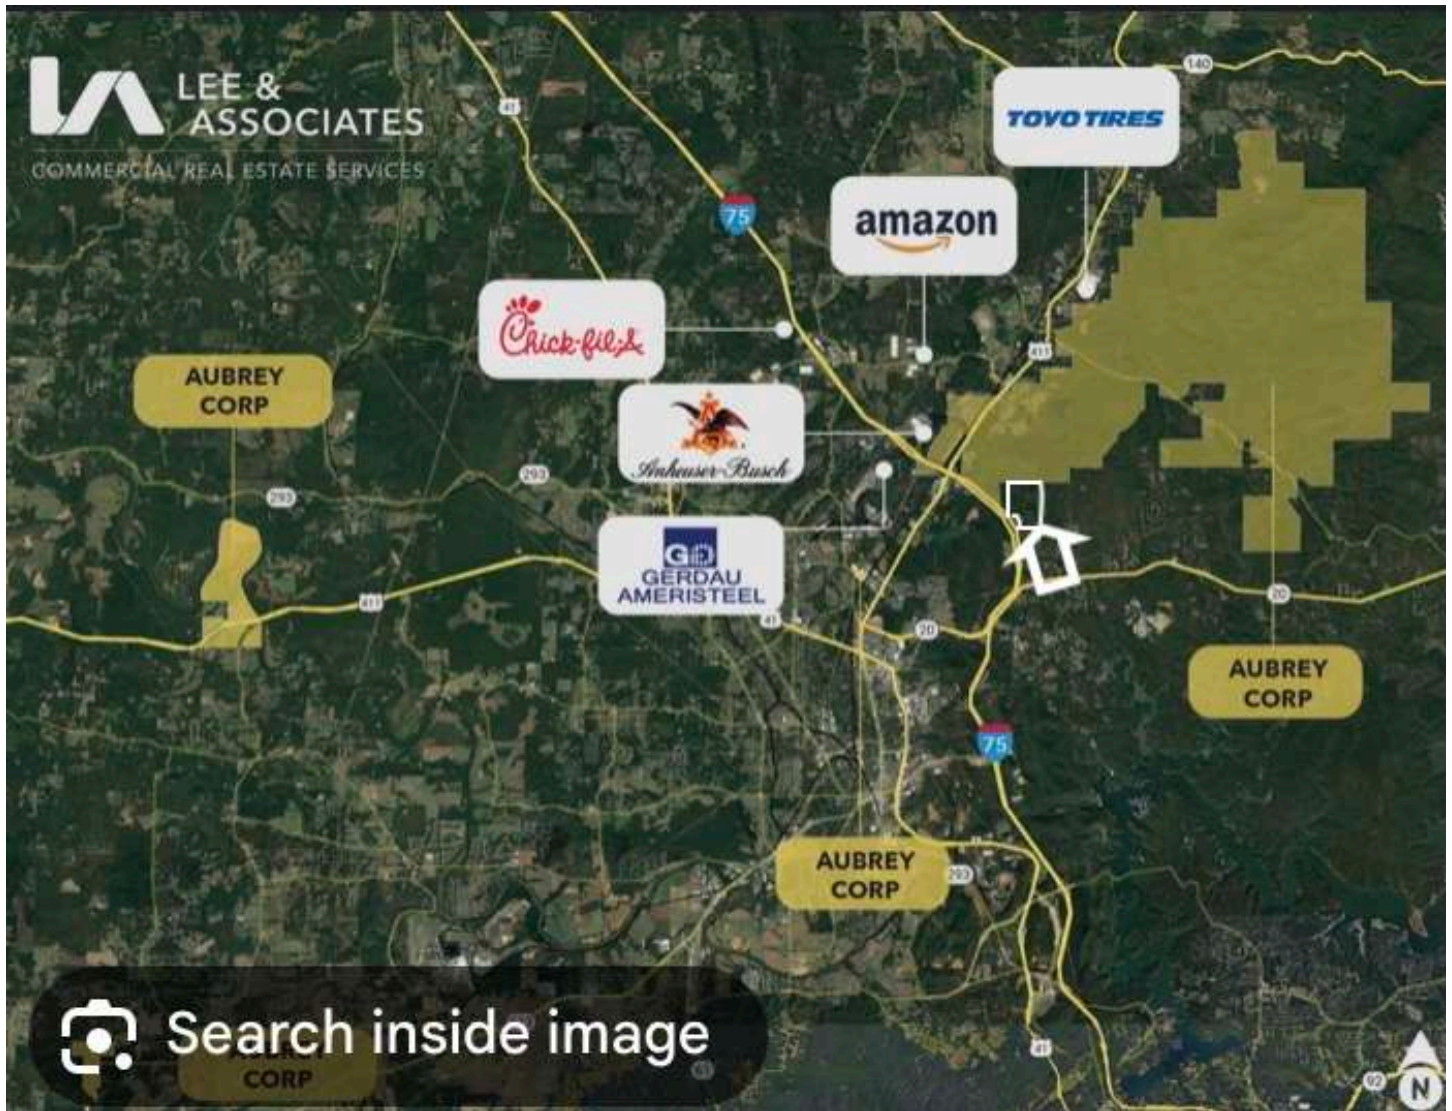 LEE &
ASSOCIATES
COMMERCIAL REAL ESTATE SERVICES
41
140
TOYO TIRES
75
amazon
Chick-fil-A
411
AUBREY
CORP
Anheuser-Busch
293
293
GERDAU
AMERISTEEL
411
41
20
20
AUBREY
CORP
75
AUBREY
CORP
293
Search inside image
CORP
41
92
N